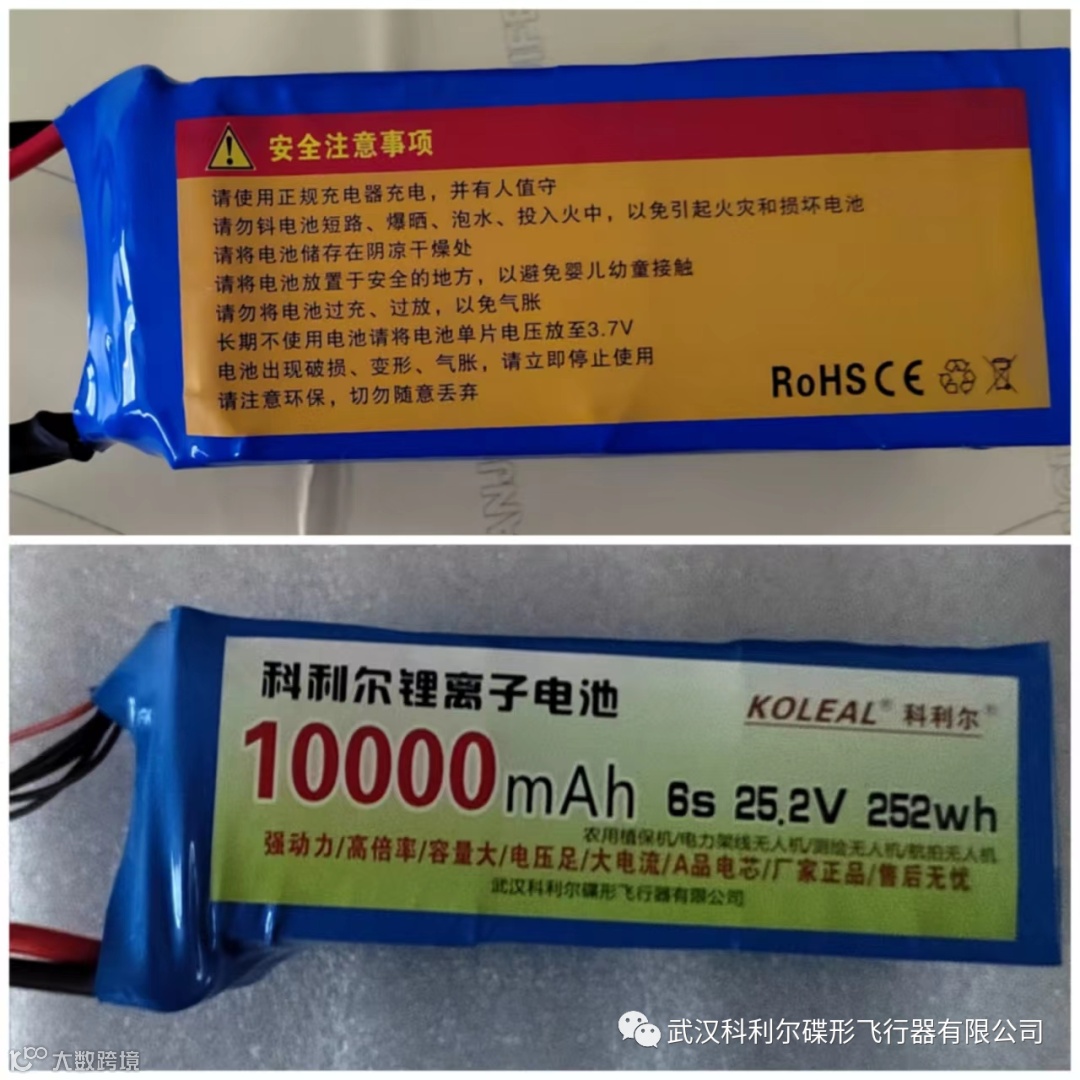 安全注意事项
请使用正规充电器充电，并有人值守
请勿钭电池短路、爆晒、泡水、投入火中，以免引起火灾和损坏电池
请将电池储存在阴凉干燥处
请将电池放置于安全的地方，以避免婴儿幼童接触
请勿将电池过充、过放，以免气胀
长期不使用电池请将电池单片电压放至3.7V
电池出现破损、变形、气胀，请立即停止使用
请注意环保，切勿随意丢弃
RoHS CE
科利尔锂离子电池
KOLEAL® 科利尔®
10000mAh 6s 25.2V 252wh
农用植保机/电力架线无人机/测绘无人机/航拍无人机
强动力/高倍率/容量大/电压足/大电流/A品电芯/厂家正品/售后无忧
武汉科利尔碟形飞行器有限公司
武汉科利尔碟形飞行器有限公司
大数跨境